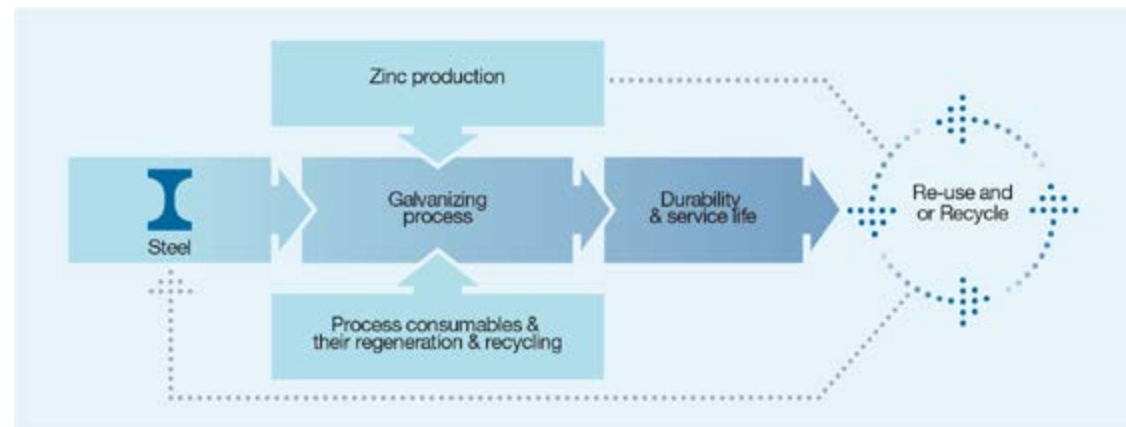 Zinc production
Steel
Galvanizing
process
Durability
& service life
Re-use and
or Recycle
Process consumables &
their regeneration & recycling